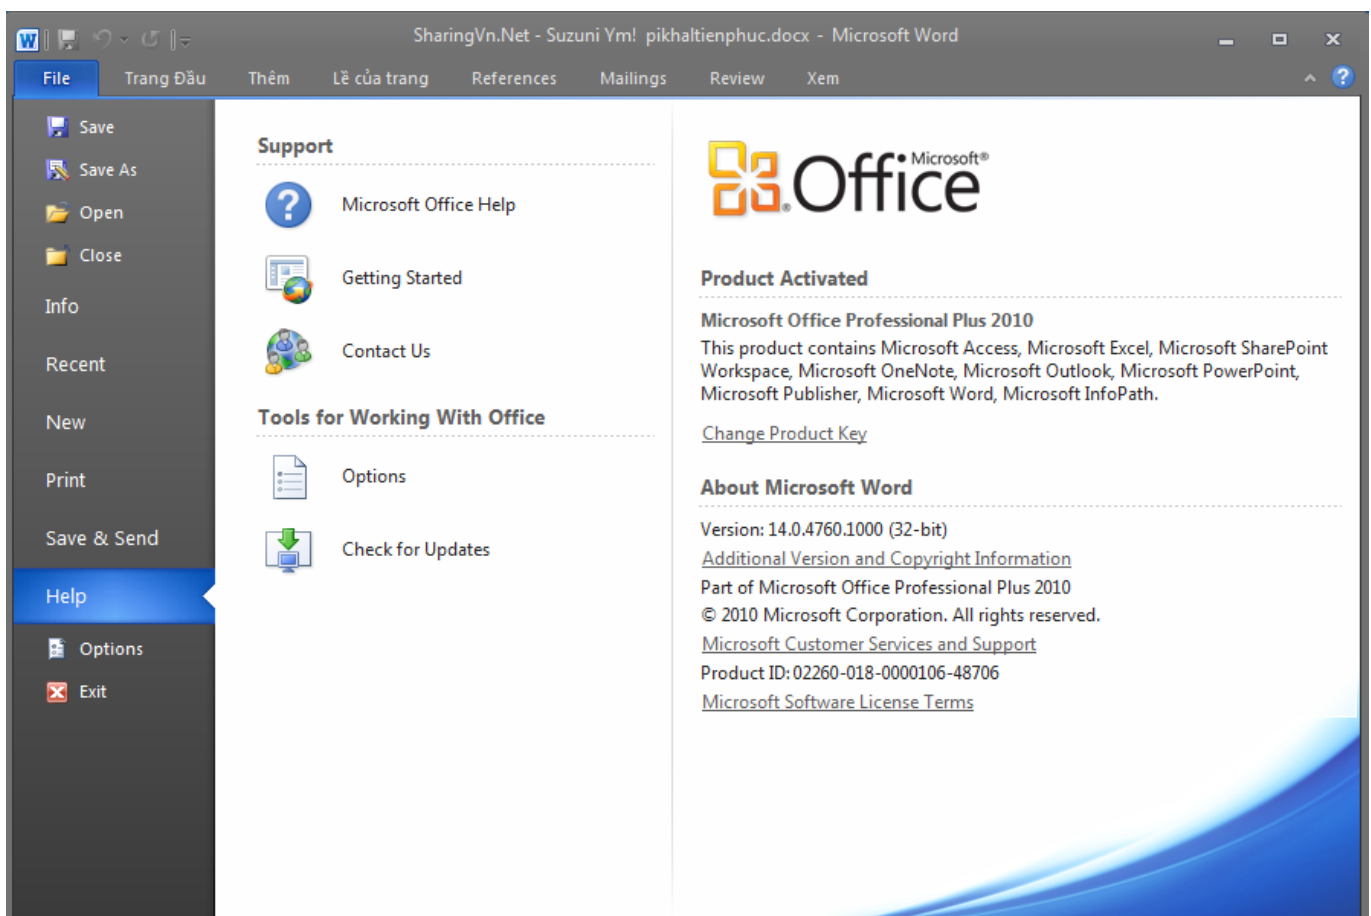 SharingVn.Net - Suzuni Ym! pikhaltienphuc.docx - Microsoft Word
File Trang Đầu Thêm Lề của trang References Mailings Review Xem
Save
Save As
Open
Close
Info
Recent
New
Print
Save & Send
Help
Options
Exit
Support
Microsoft Office Help
Getting Started
Contact Us
Tools for Working With Office
Options
Check for Updates
Microsoft®
Office
Product Activated
Microsoft Office Professional Plus 2010
This product contains Microsoft Access, Microsoft Excel, Microsoft SharePoint
Workspace, Microsoft OneNote, Microsoft Outlook, Microsoft PowerPoint,
Microsoft Publisher, Microsoft Word, Microsoft InfoPath.
Change Product Key
About Microsoft Word
Version: 14.0.4760.1000 (32-bit)
Additional Version and Copyright Information
Part of Microsoft Office Professional Plus 2010
© 2010 Microsoft Corporation. All rights reserved.
Microsoft Customer Services and Support
Product ID: 02260-018-0000106-48706
Microsoft Software License Terms